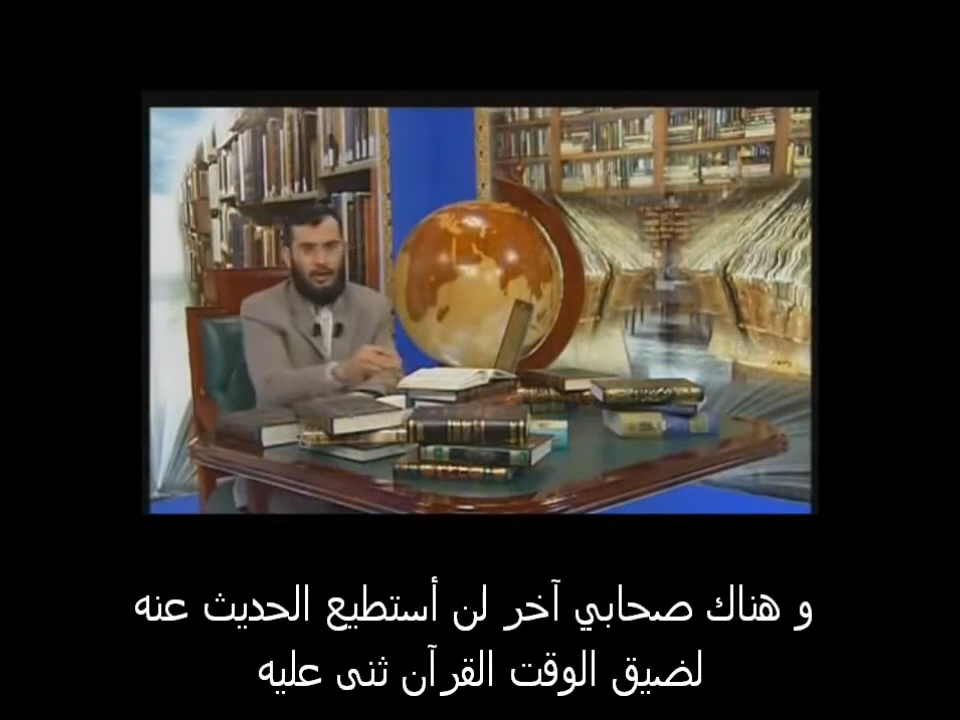 و هناك صحابي آخر لن أستطيع الحديث عنه
لضيق الوقت القرآن ثنى عليه